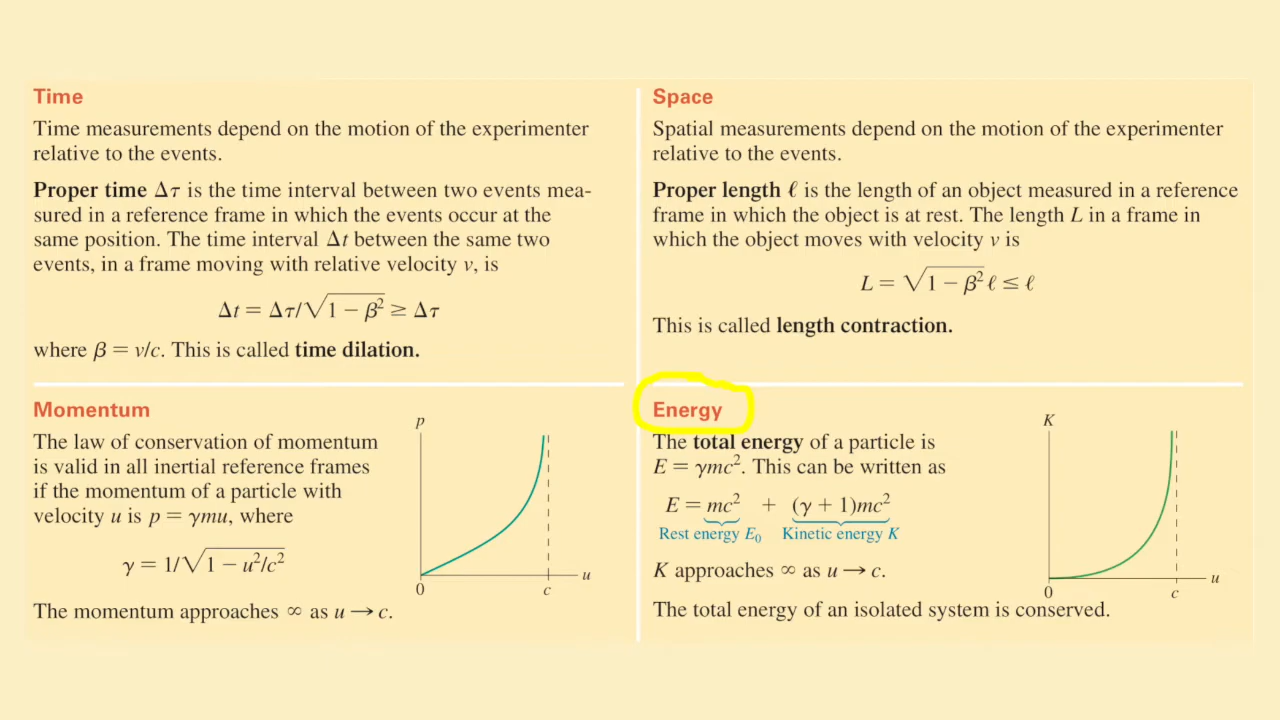 Time
Time measurements depend on the motion of the experimenter
relative to the events.
Proper time Δτ is the time interval between two events mea-
sured in a reference frame in which the events occur at the
same position. The time interval Δt between the same two
events, in a frame moving with relative velocity v, is
Δt = Δτ/√1 − β² ≥ Δτ
where β = v/c. This is called time dilation.
Space
Spatial measurements depend on the motion of the experimenter
relative to the events.
Proper length ℓ is the length of an object measured in a reference
frame in which the object is at rest. The length L in a frame in
which the object moves with velocity v is
L = √1 − β² ℓ ≤ ℓ
This is called length contraction.
Momentum
The law of conservation of momentum
is valid in all inertial reference frames
if the momentum of a particle with
velocity u is p = γmu, where
γ = 1/√1 − u²/c²
The momentum approaches ∞ as u → c.
p
u
0
c
Energy
The total energy of a particle is
E = γmc². This can be written as
E = mc² + (γ + 1)mc²
Rest energy E₀ Kinetic energy K
K approaches ∞ as u → c.
The total energy of an isolated system is conserved.
K
u
0
c